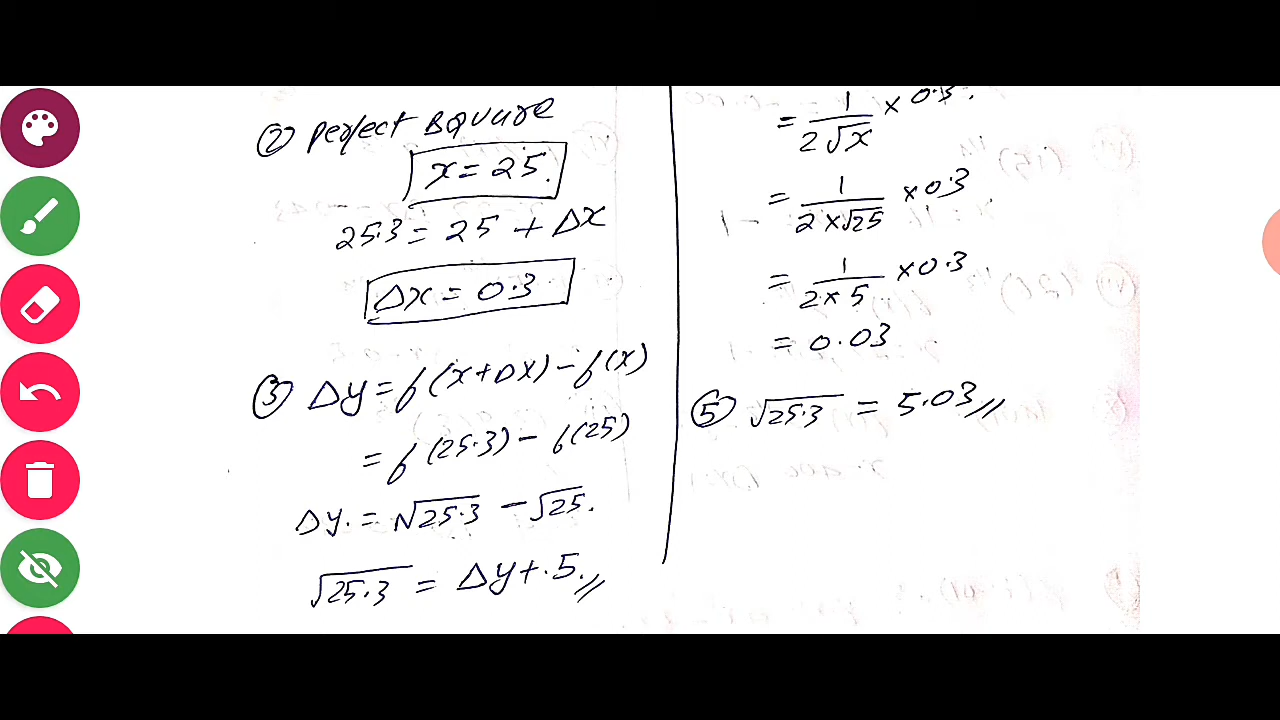 ② Perfect Square
x = 25.
25.3 = 25 + Δx
Δx = 0.3
③ Δy = f(x+Δx) - f(x)
= f(25.3) - f(25)
Δy. = √25.3 - √25.
√25.3 = Δy + .5.//
= 1/(2√x) × 0.3.
= 1/(2×√25) × 0.3
= 1/(2×5) × 0.3
= 0.03
⑤ √25.3 = 5.03//